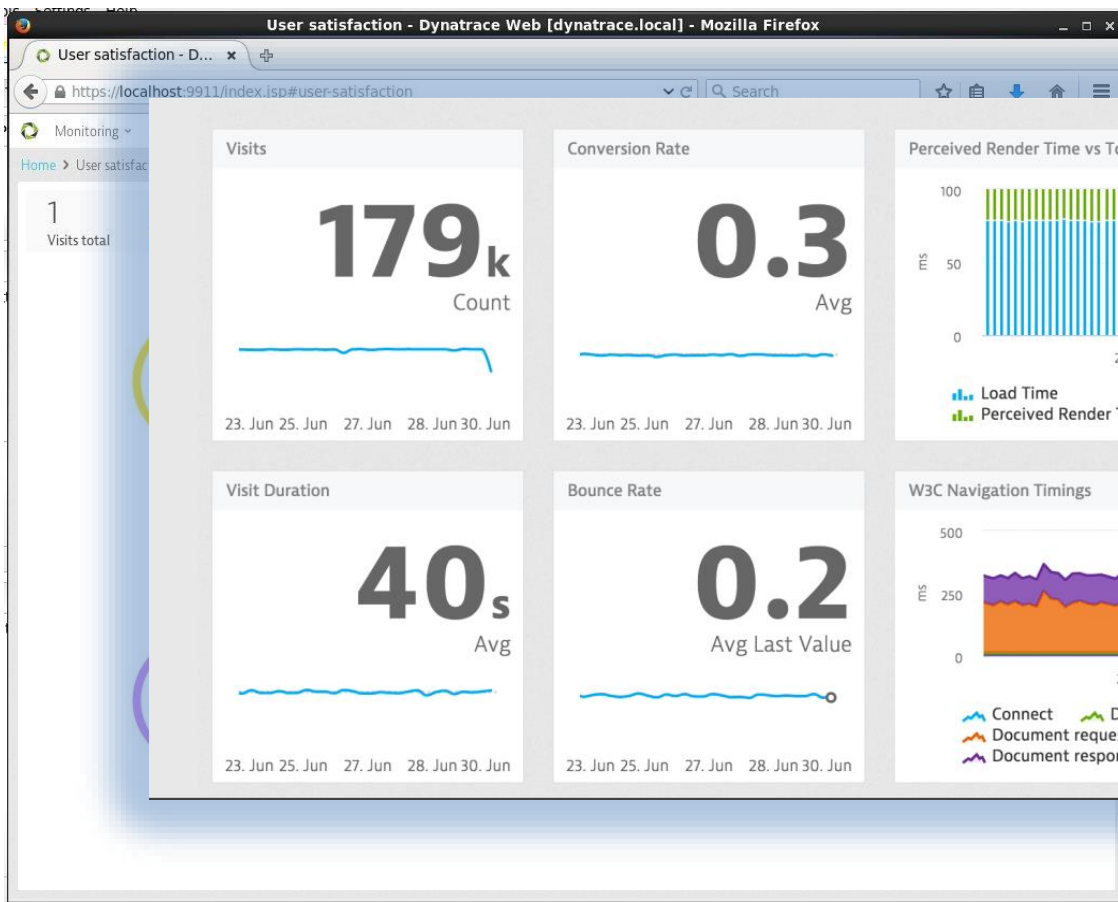 Settings Help
User satisfaction - Dynatrace Web [dynatrace.local] - Mozilla Firefox
User satisfaction - D...
https://localhost:9911/index.jsp#user-satisfaction
Search
Monitoring
Home > User satisfac
1
Visits total
Visits
179k
Count
23. Jun 25. Jun 27. Jun 28. Jun 30. Jun
Conversion Rate
0.3
Avg
23. Jun 25. Jun 27. Jun 28. Jun 30. Jun
Perceived Render Time vs To
100
ms
50
0
2
Load Time
Perceived Render T
Visit Duration
40s
Avg
23. Jun 25. Jun 27. Jun 28. Jun 30. Jun
Bounce Rate
0.2
Avg Last Value
23. Jun 25. Jun 27. Jun 28. Jun 30. Jun
W3C Navigation Timings
500
ms
250
0
Connect D
Document reque
Document respon